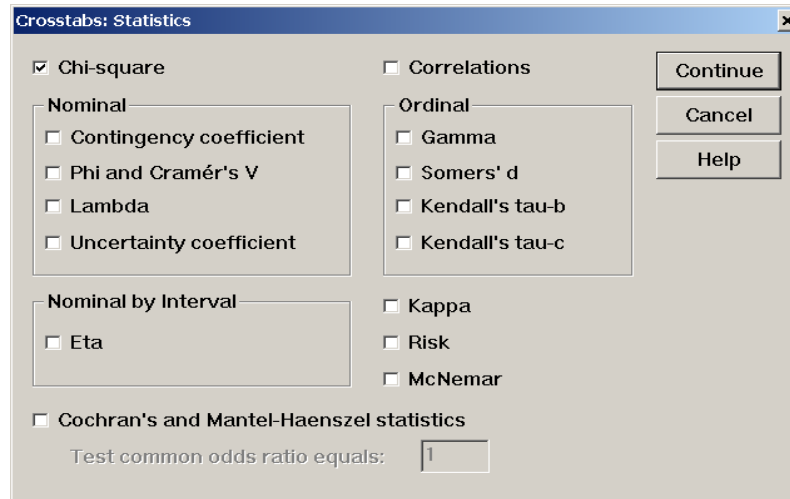 Crosstabs: Statistics
Chi-square
Correlations
Continue
Cancel
Help
Nominal
Contingency coefficient
Phi and Cramér's V
Lambda
Uncertainty coefficient
Ordinal
Gamma
Somers' d
Kendall's tau-b
Kendall's tau-c
Nominal by Interval
Eta
Kappa
Risk
McNemar
Cochran's and Mantel-Haenszel statistics
Test common odds ratio equals: 1